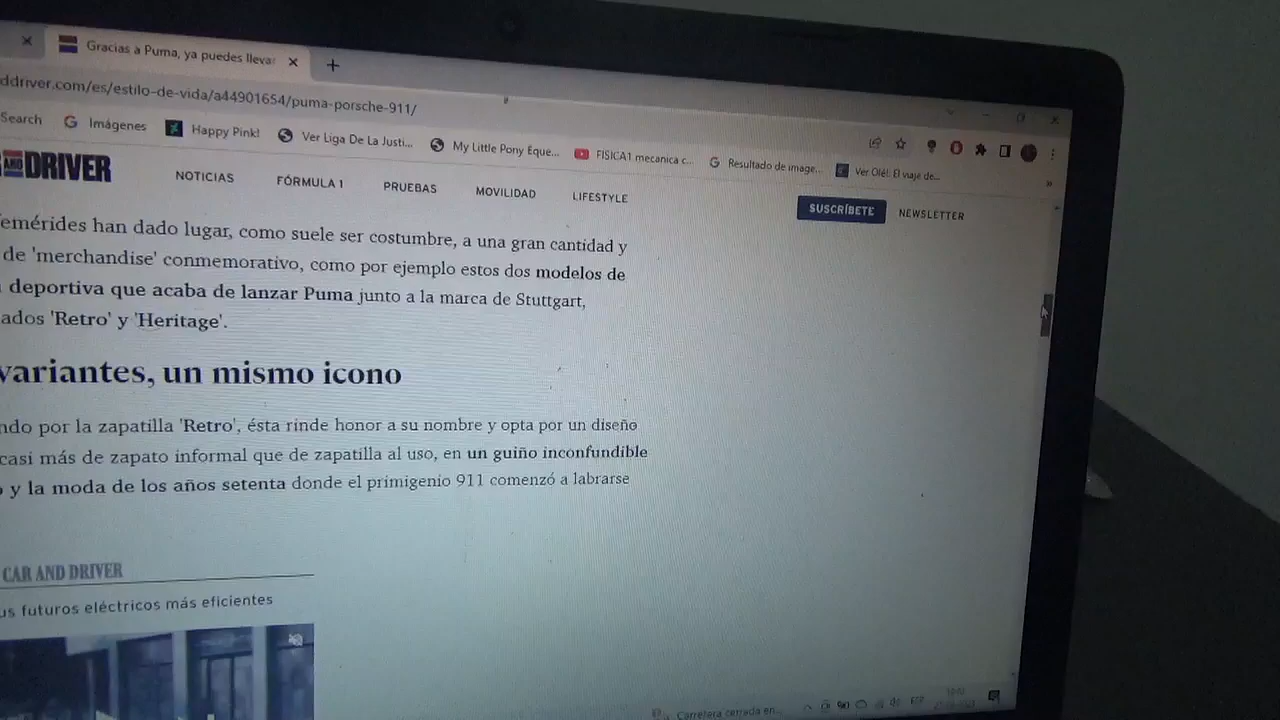 Gracias a Puma, ya puedes lleva
ddriver.com/es/estilo-de-vida/a44901654/puma-porsche-911/
Search Imágenes Happy Pink! Ver Liga De La Justi... My Little Pony Eque... FISICA1 mecanica c... Resultado de image... Ver Olé!: El viaje de...
AND DRIVER NOTICIAS FÓRMULA 1 PRUEBAS MOVILIDAD LIFESTYLE SUSCRÍBETE NEWSLETTER
emérides han dado lugar, como suele ser costumbre, a una gran cantidad y
de 'merchandise' conmemorativo, como por ejemplo estos dos modelos de
deportiva que acaba de lanzar Puma junto a la marca de Stuttgart,
ados 'Retro' y 'Heritage'.
variantes, un mismo icono
ndo por la zapatilla 'Retro', ésta rinde honor a su nombre y opta por un diseño
casi más de zapato informal que de zapatilla al uso, en un guiño inconfundible
y la moda de los años setenta donde el primigenio 911 comenzó a labrarse
CAR AND DRIVER
us futuros eléctricos más eficientes
Carretera cerrada en... ESP